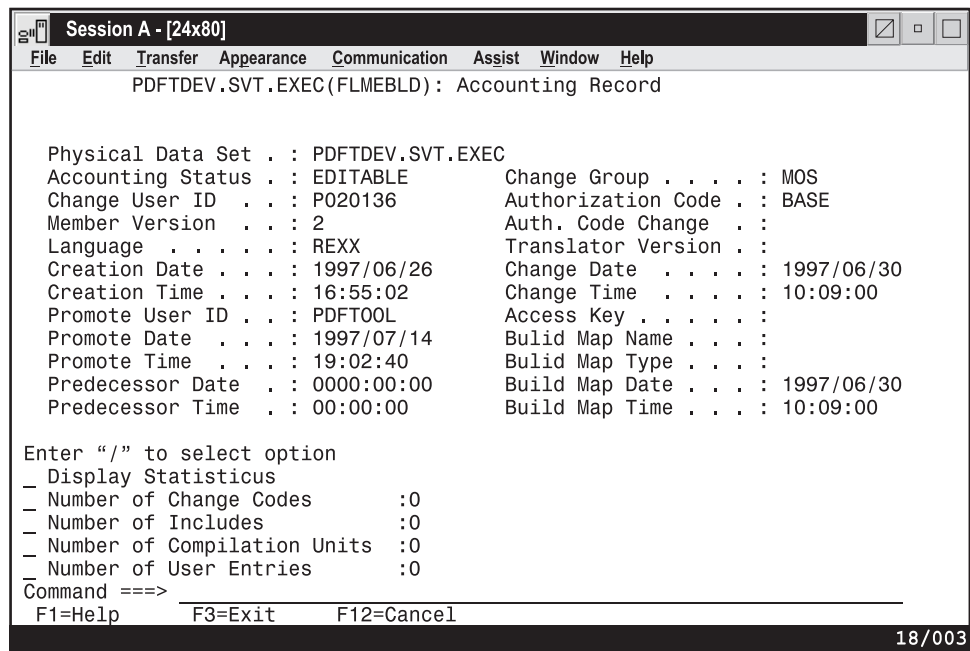 Session A - [24x80]
File Edit Transfer Appearance Communication Assist Window Help
PDFTDEV.SVT.EXEC(FLMEBLD): Accounting Record
Physical Data Set . : PDFTDEV.SVT.EXEC
Accounting Status . : EDITABLE Change Group . . . . : MOS
Change User ID . . : P020136 Authorization Code . : BASE
Member Version . . : 2 Auth. Code Change . :
Language . . . . . : REXX Translator Version . :
Creation Date . . . : 1997/06/26 Change Date . . . . : 1997/06/30
Creation Time . . . : 16:55:02 Change Time . . . . : 10:09:00
Promote User ID . . : PDFTOOL Access Key . . . . . :
Promote Date . . . : 1997/07/14 Bulid Map Name . . . :
Promote Time . . . : 19:02:40 Bulid Map Type . . . :
Predecessor Date . : 0000:00:00 Build Map Date . . . : 1997/06/30
Predecessor Time . : 00:00:00 Build Map Time . . . : 10:09:00
Enter “/” to select option
_ Display Statisticus
_ Number of Change Codes :0
_ Number of Includes :0
_ Number of Compilation Units :0
_ Number of User Entries :0
Command ===>
F1=Help F3=Exit F12=Cancel
18/003